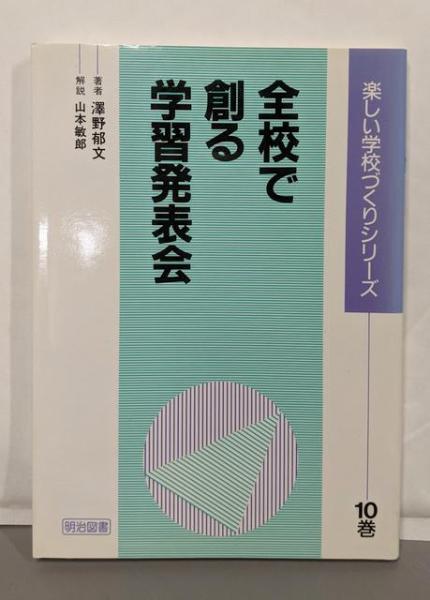 楽しい学校づくりシリーズ
10巻
全校で
創る
学習発表会
著者 澤野郁文
解説 山本敏郎
明治図書